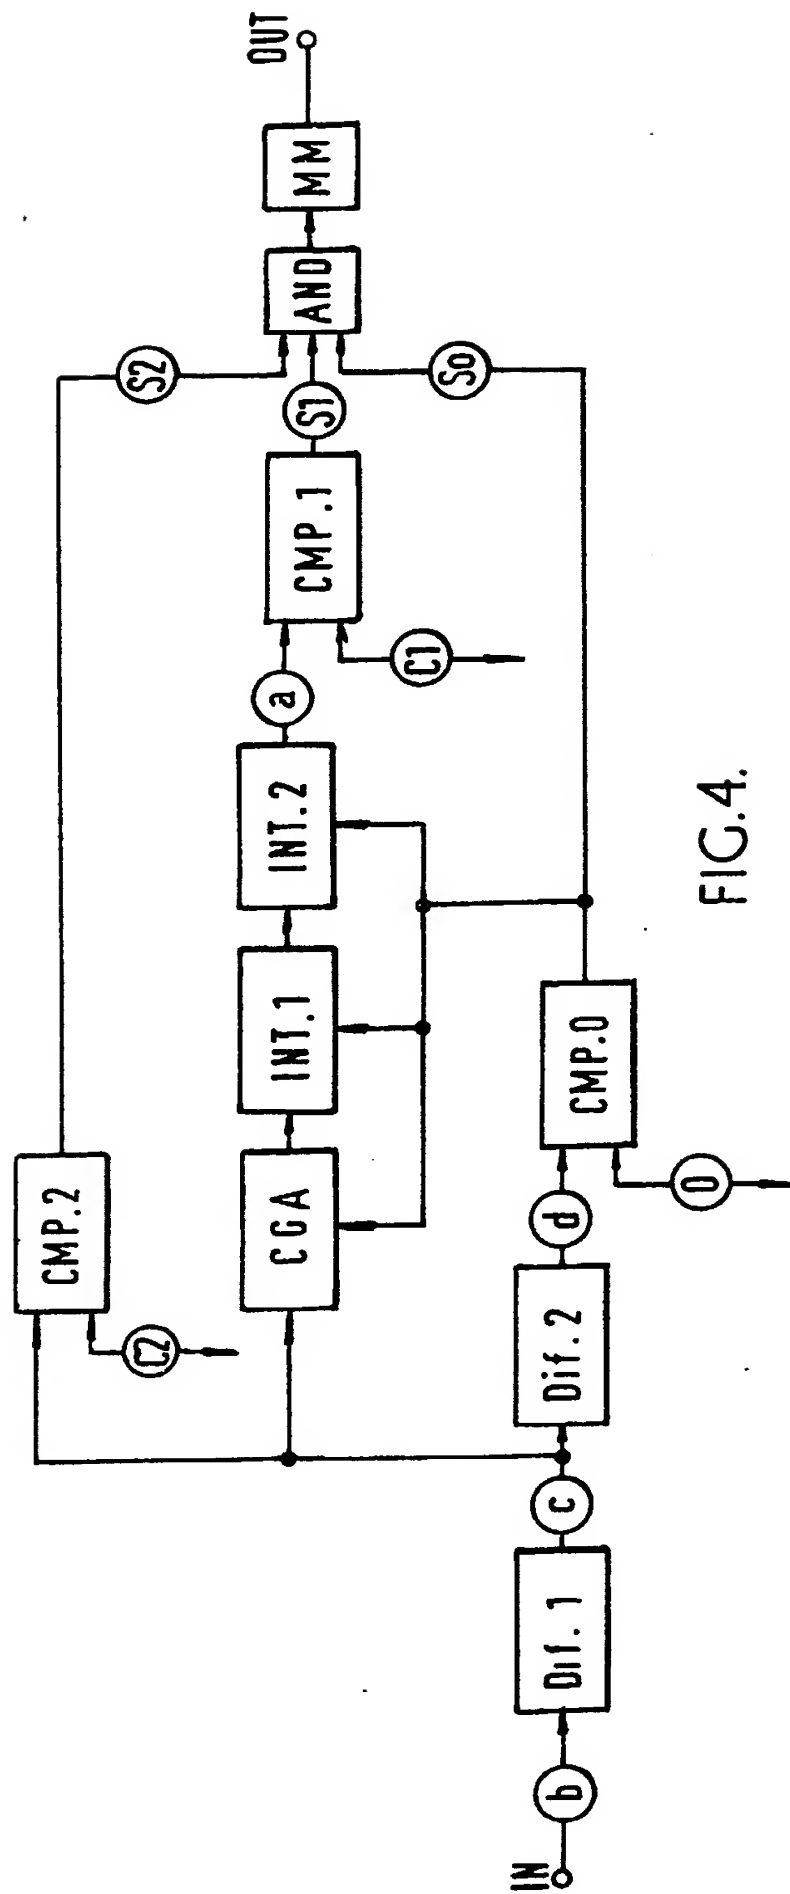 IN
b
Dif. 1
c
Dif. 2
d
0
CMP.0
C2
CMP.2
CGA
INT.1
INT.2
a
C1
CMP.1
S2
S1
So
AND
MM
OUT
FIG.4.